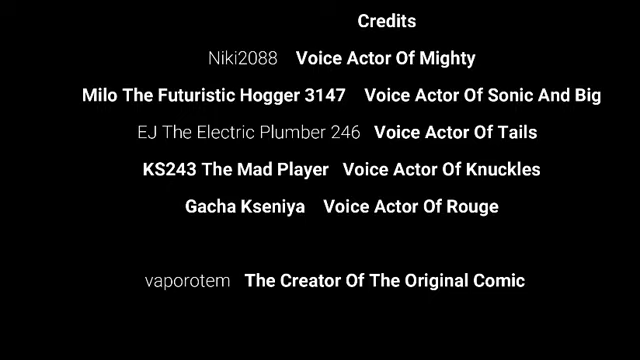 Credits
Niki2088 Voice Actor Of Mighty
Milo The Futuristic Hogger 3147 Voice Actor Of Sonic And Big
EJ The Electric Plumber 246 Voice Actor Of Tails
KS243 The Mad Player Voice Actor Of Knuckles
Gacha Kseniya Voice Actor Of Rouge
vaporotem The Creator Of The Original Comic